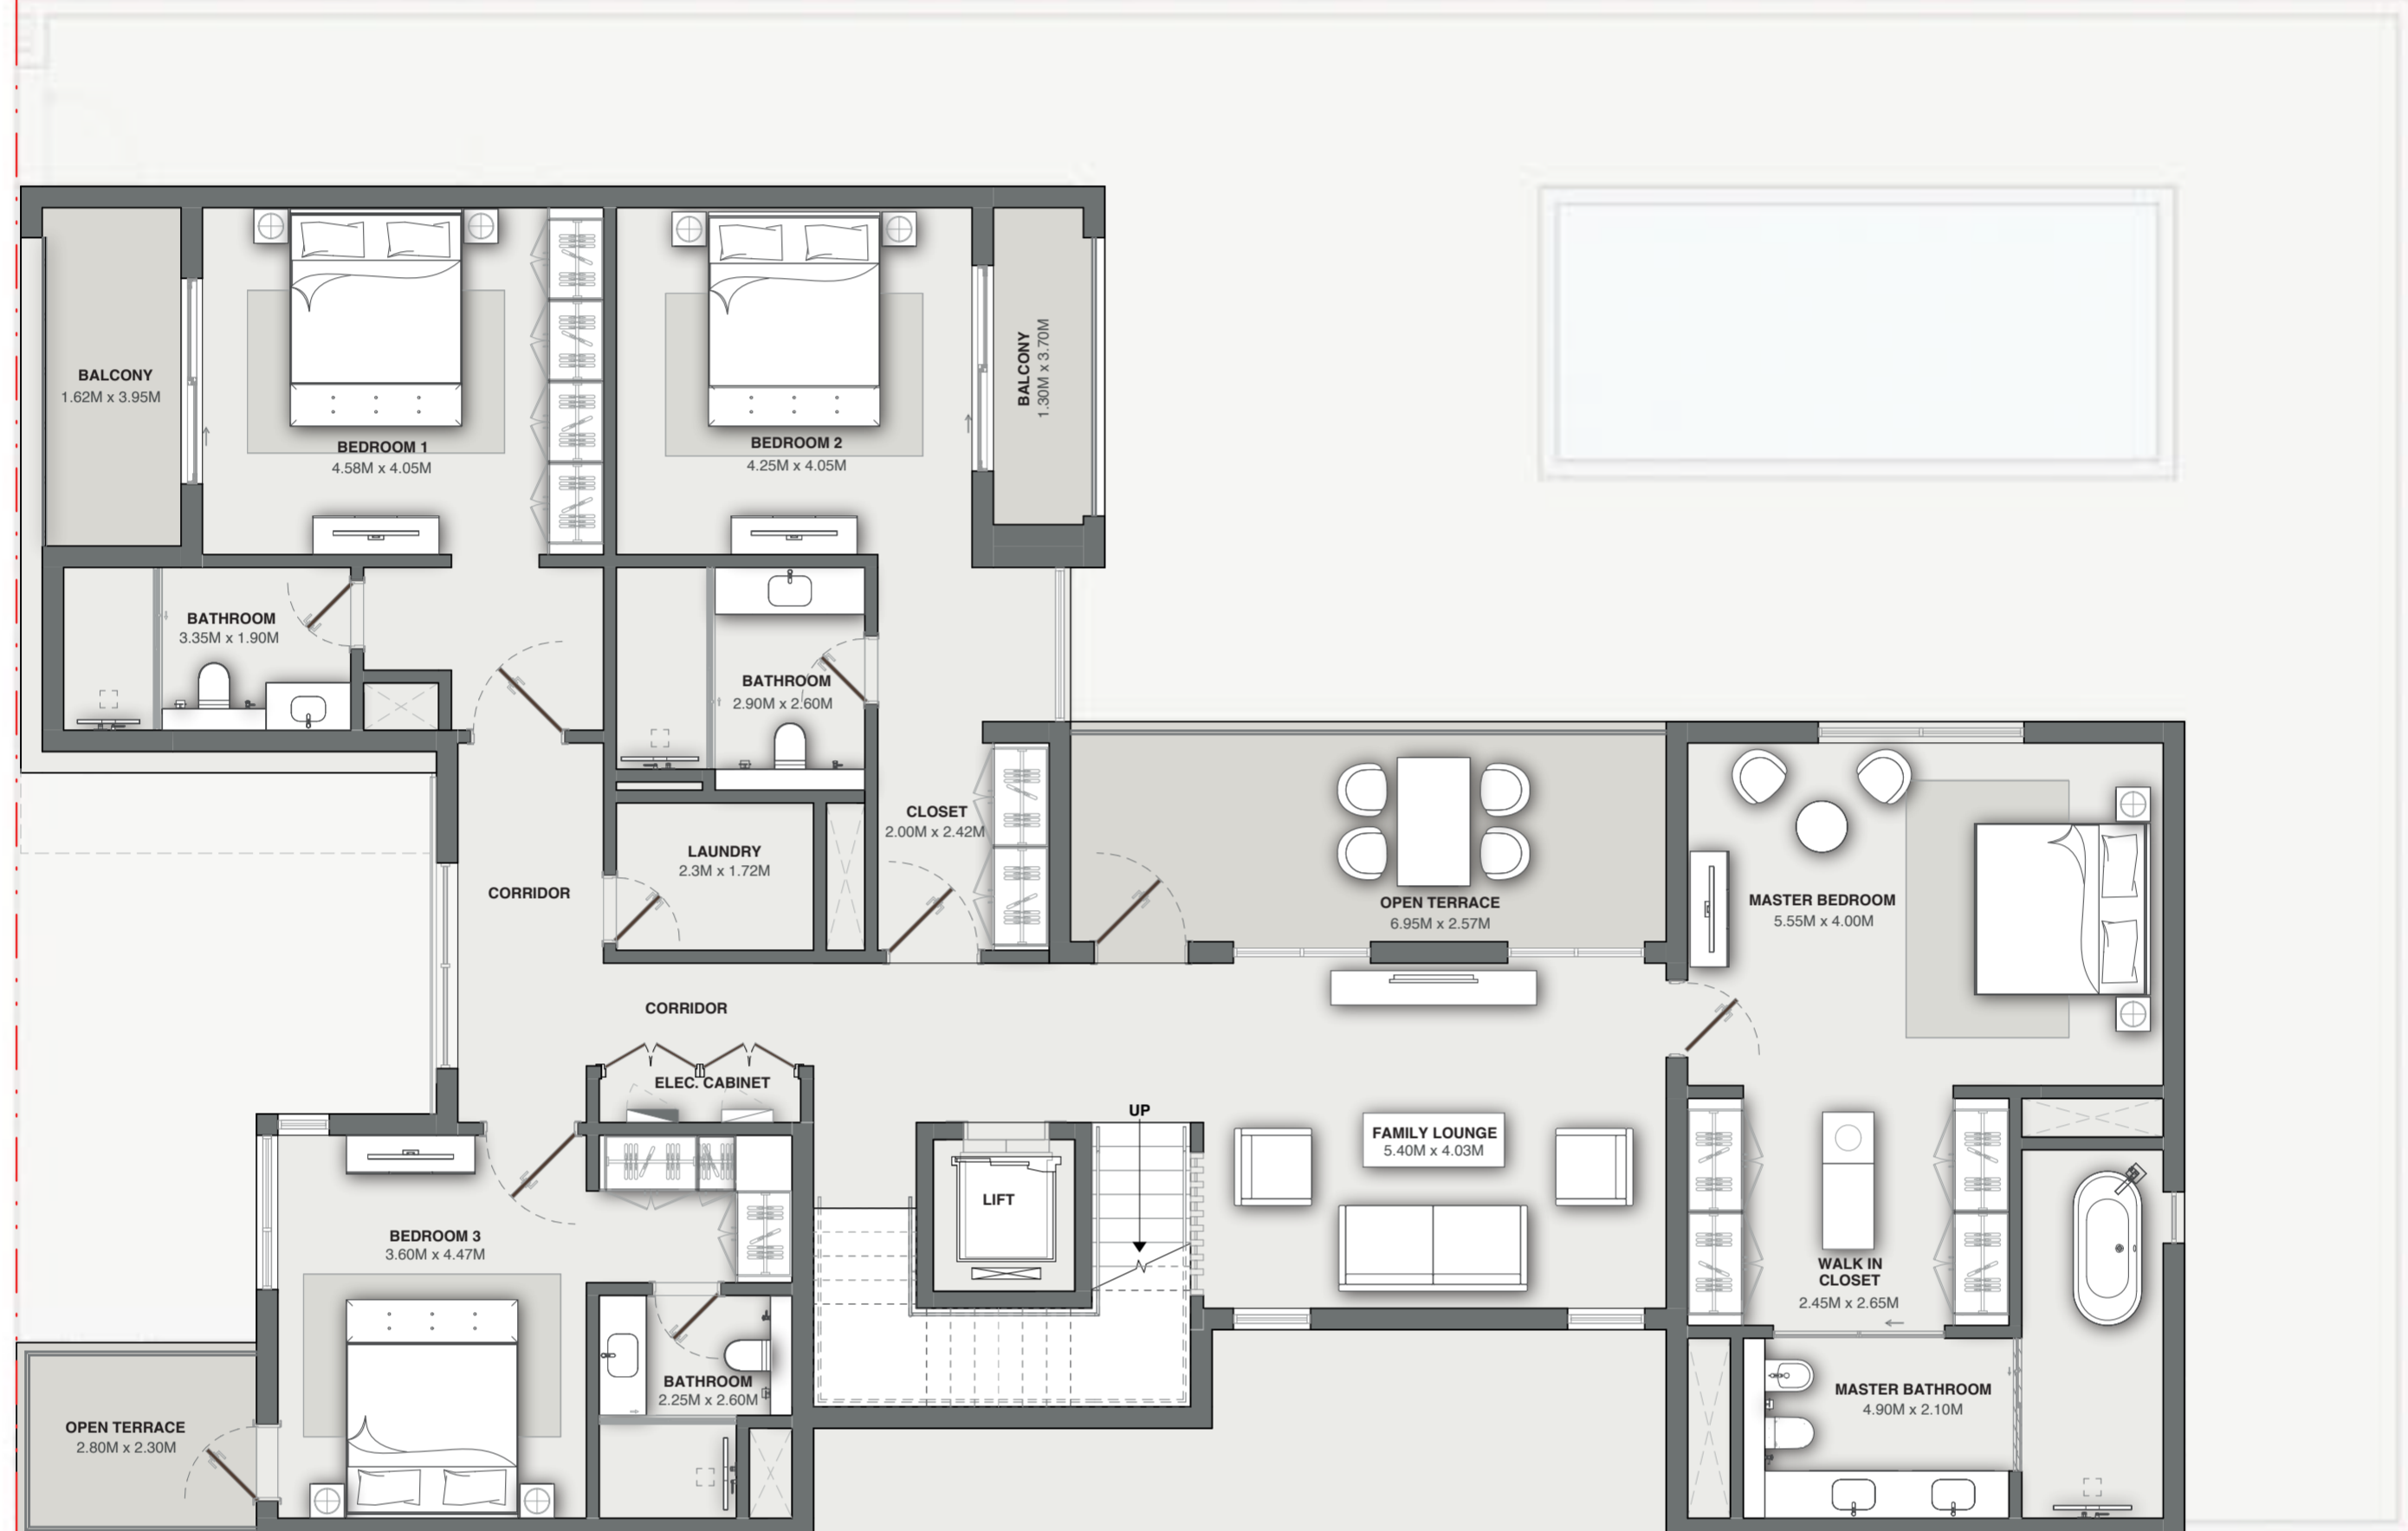 BALCONY
1.62M x 3.95M
BEDROOM 1
4.58M x 4.05M
BEDROOM 2
4.25M x 4.05M
BALCONY
1.30M x 3.70M
BATHROOM
3.35M x 1.90M
BATHROOM
2.90M x 2.60M
CLOSET
2.00M x 2.42M
LAUNDRY
2.3M x 1.72M
CORRIDOR
OPEN TERRACE
6.95M x 2.57M
MASTER BEDROOM
5.55M x 4.00M
CORRIDOR
ELEC. CABINET
UP
FAMILY LOUNGE
5.40M x 4.03M
LIFT
BEDROOM 3
3.60M x 4.47M
WALK IN
CLOSET
2.45M x 2.65M
BATHROOM
2.25M x 2.60M
MASTER BATHROOM
4.90M x 2.10M
OPEN TERRACE
2.80M x 2.30M